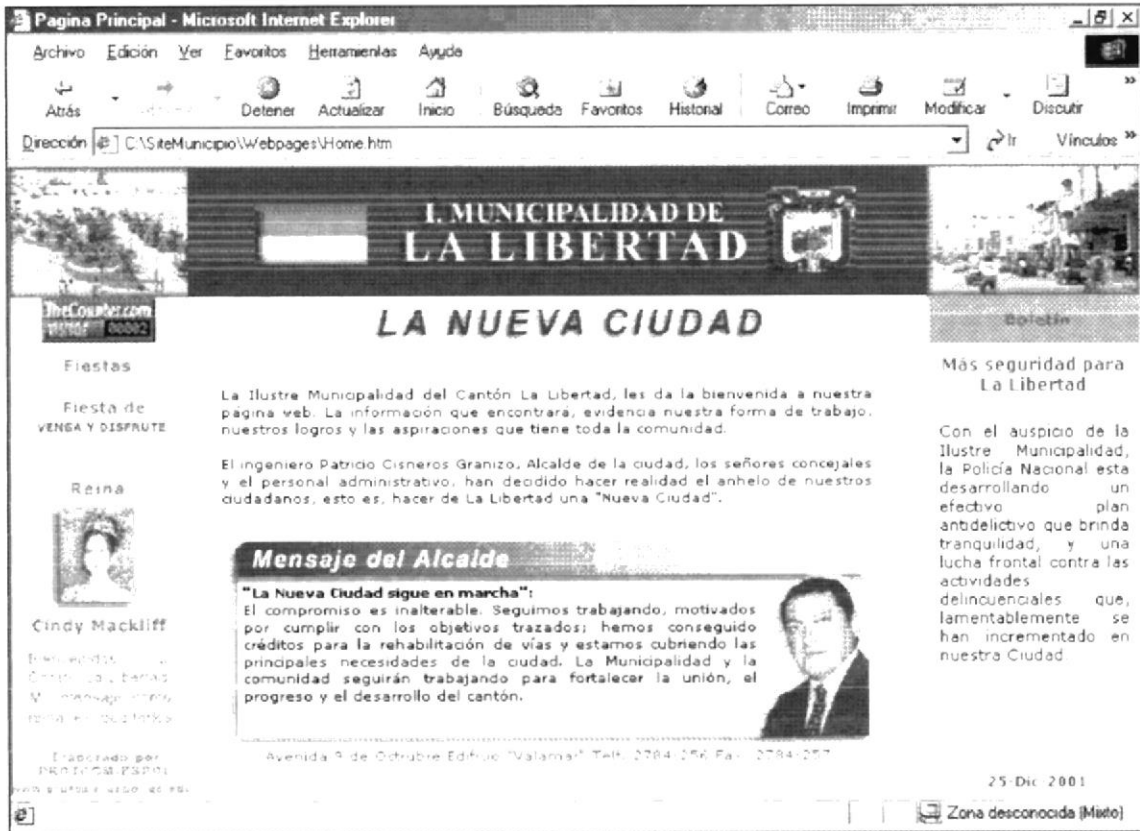 Pagina Principal - Microsoft Internet Explorer
Archivo Edición Ver Favoritos Herramientas Ayuda
Atrás Detener Actualizar Inicio Búsqueda Favoritos Historial Correo Imprimir Modificar Discutir
Dirección C:\SiteMunicipio\Webpages\Home.htm Ir Vínculos
I. MUNICIPALIDAD DE
LA LIBERTAD
TheCounter.com
VISITOR 00002
LA NUEVA CIUDAD
Boletín
Fiestas
Fiesta de
VENGA Y DISFRUTE
Reina
Cindy Mackliff
La Ilustre Municipalidad del Cantón La Libertad, les da la bienvenida a nuestra
página web. La información que encontrará, evidencia nuestra forma de trabajo,
nuestros logros y las aspiraciones que tiene toda la comunidad.
El ingeniero Patricio Cisneros Granizo, Alcalde de la ciudad, los señores concejales
y el personal administrativo, han decidido hacer realidad el anhelo de nuestros
ciudadanos, esto es, hacer de La Libertad una "Nueva Ciudad".
Mensaje del Alcalde
"La Nueva Ciudad sigue en marcha":
El compromiso es inalterable. Seguimos trabajando, motivados
por cumplir con los objetivos trazados; hemos conseguido
créditos para la rehabilitación de vías y estamos cubriendo las
principales necesidades de la ciudad. La Municipalidad y la
comunidad seguirán trabajando para fortalecer la unión, el
progreso y el desarrollo del cantón.
Avenida 9 de Octubre Edificio "Valamar" Telf: 2784-256 Fax: 2784-257
Más seguridad para
La Libertad
Con el auspicio de la
Ilustre Municipalidad,
la Policía Nacional esta
desarrollando un
efectivo plan
antidelictivo que brinda
tranquilidad, y una
lucha frontal contra las
actividades
delincuenciales que,
lamentablemente se
han incrementado en
nuestra Ciudad.
Elaborado por
PROTCOM-ESPOL
25-Dic-2001
Zona desconocida (Mixto)